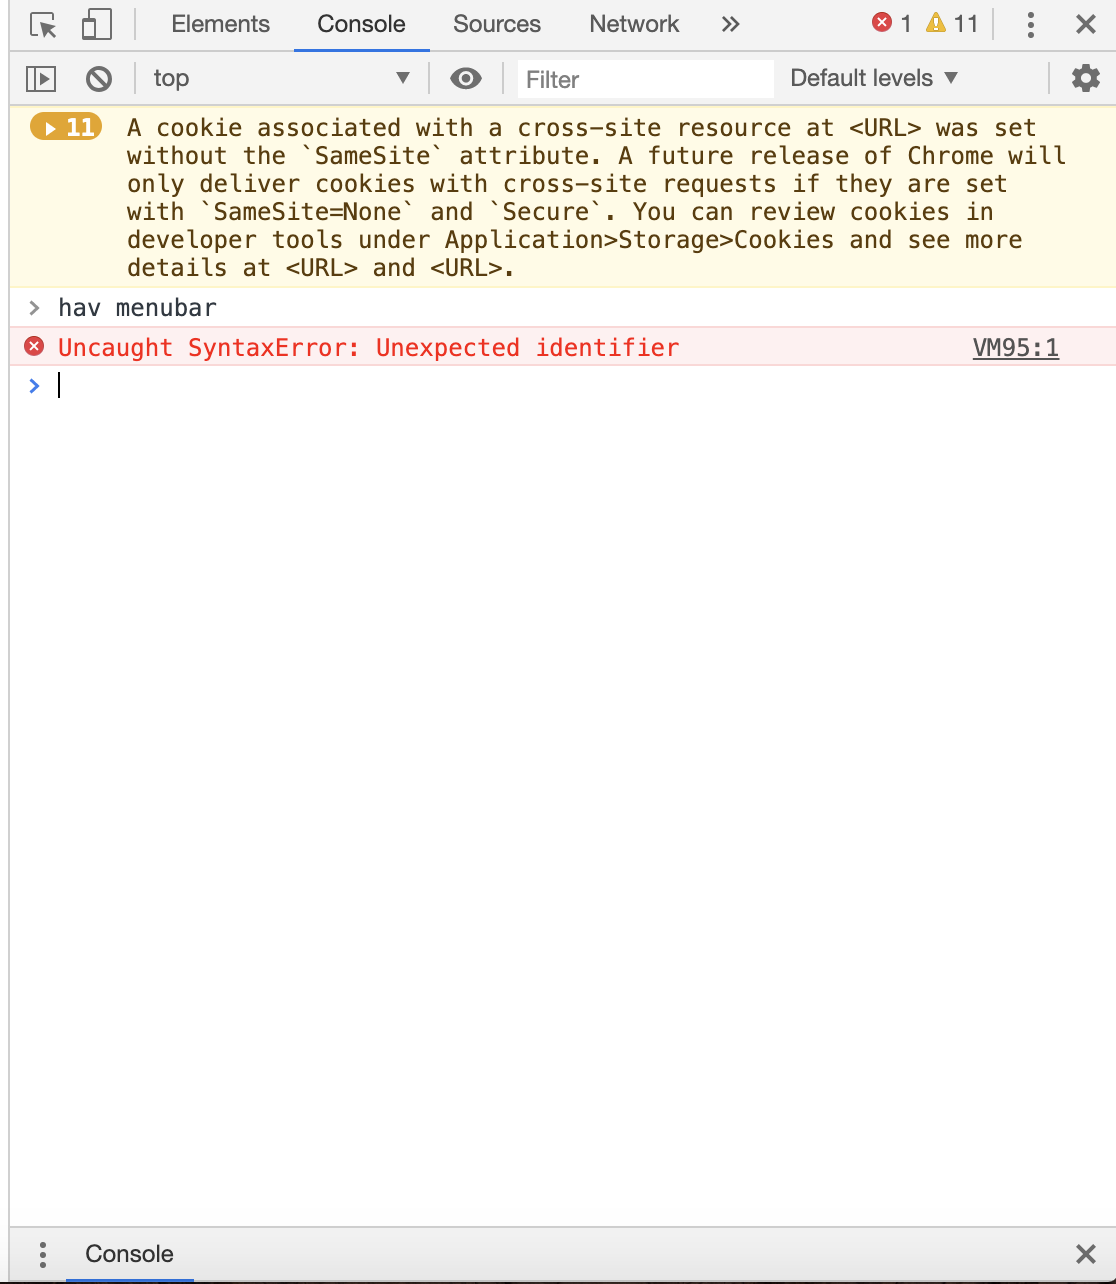 Elements Console Sources Network » 1 11
top ▼ Filter Default levels ▼
11 A cookie associated with a cross-site resource at <URL> was set
without the `SameSite` attribute. A future release of Chrome will
only deliver cookies with cross-site requests if they are set
with `SameSite=None` and `Secure`. You can review cookies in
developer tools under Application>Storage>Cookies and see more
details at <URL> and <URL>.
> hav menubar
Uncaught SyntaxError: Unexpected identifier VM95:1
>
Console